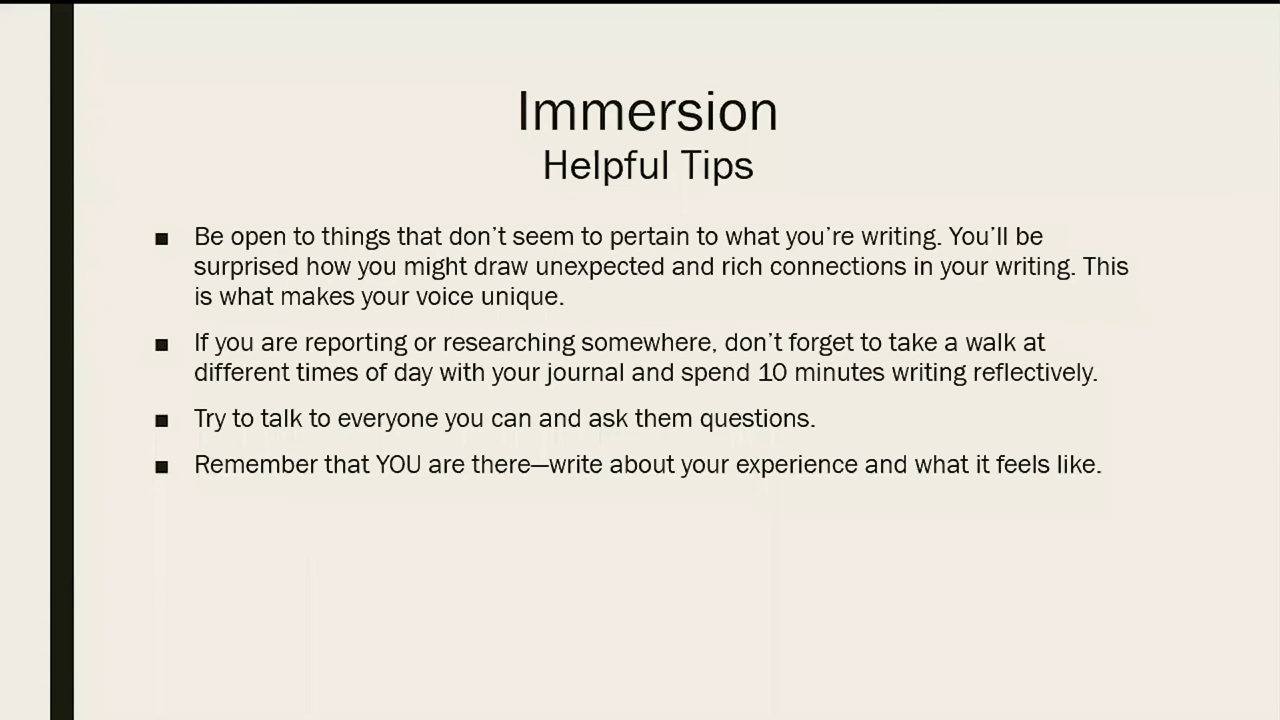 Immersion
Helpful Tips
■ Be open to things that don’t seem to pertain to what you’re writing. You’ll be
surprised how you might draw unexpected and rich connections in your writing. This
is what makes your voice unique.
■ If you are reporting or researching somewhere, don’t forget to take a walk at
different times of day with your journal and spend 10 minutes writing reflectively.
■ Try to talk to everyone you can and ask them questions.
■ Remember that YOU are there—write about your experience and what it feels like.